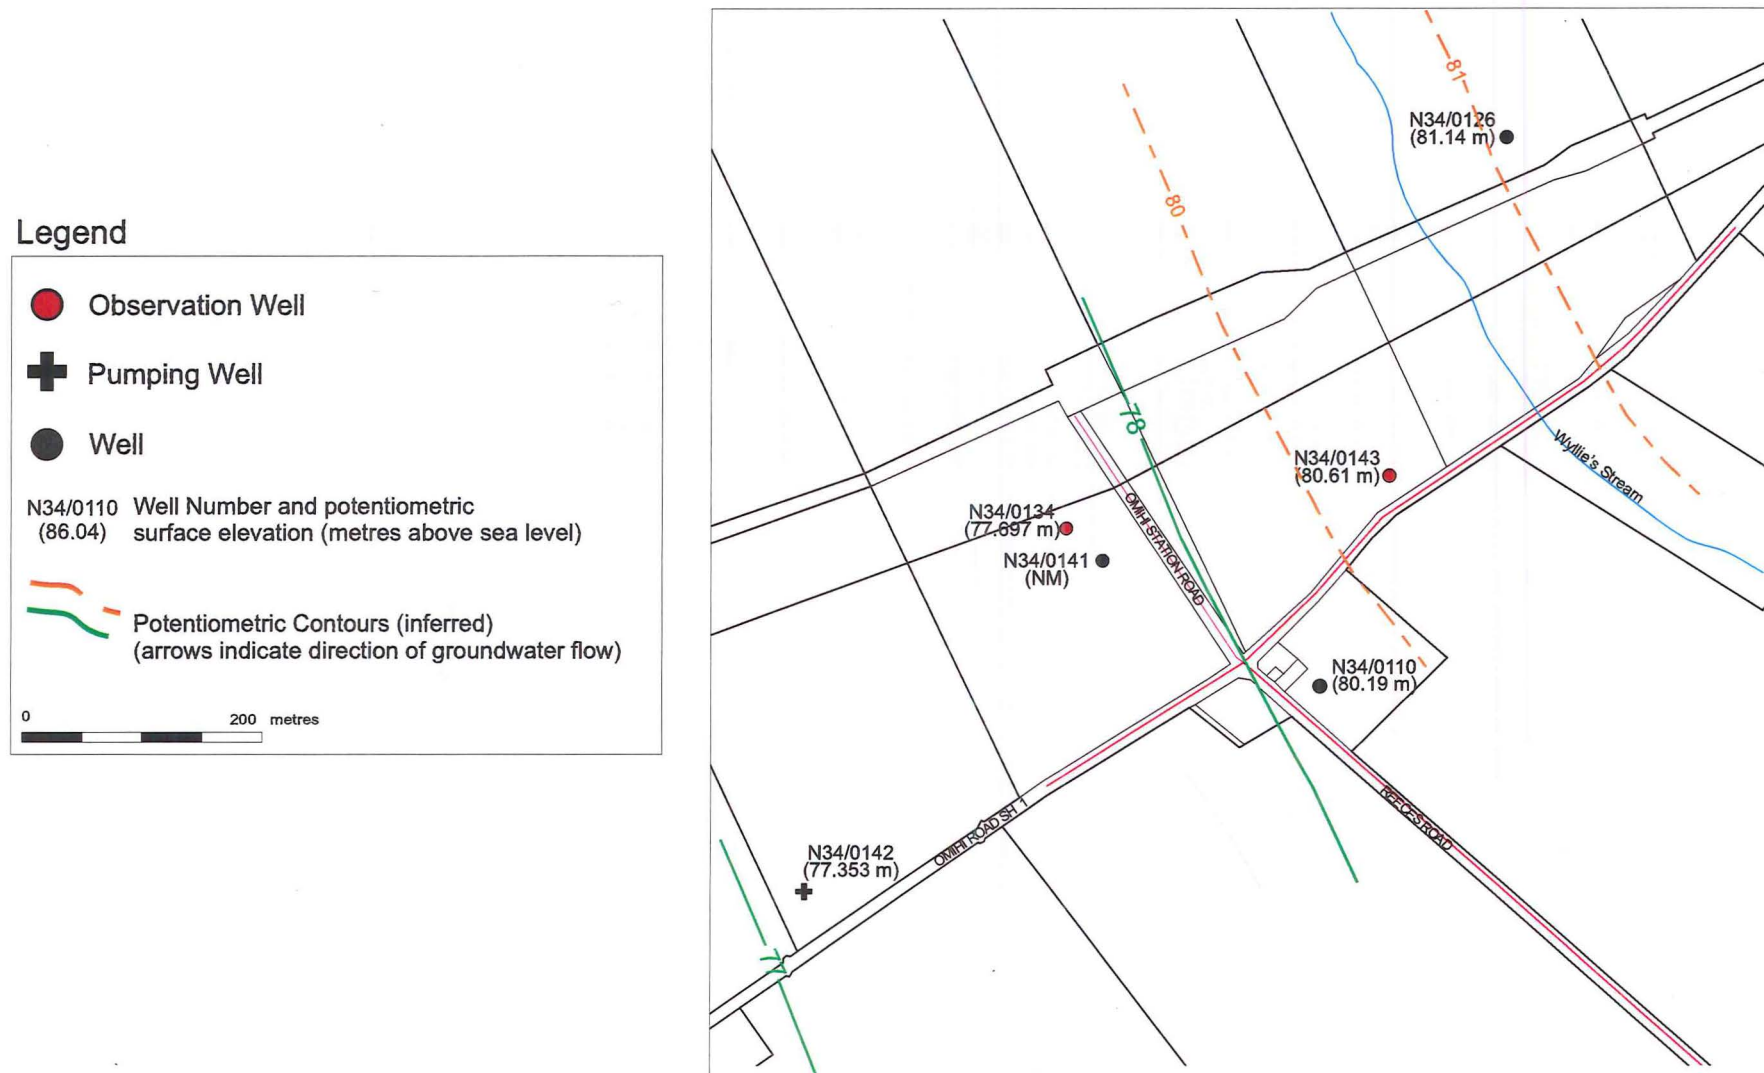 Legend
Observation Well
Pumping Well
Well
N34/0110
(86.04)
Well Number and potentiometric
surface elevation (metres above sea level)
Potentiometric Contours (inferred)
(arrows indicate direction of groundwater flow)
0
200 metres
81
N34/0126
(81.14 m)
80
78
N34/0143
(80.61 m)
Wyllie's Stream
N34/0134
(77.697 m)
N34/0141
(NM)
OMIHI STATION ROAD
N34/0110
(80.19 m)
REECES ROAD
OMIHI ROAD SH 1
N34/0142
(77.353 m)
77